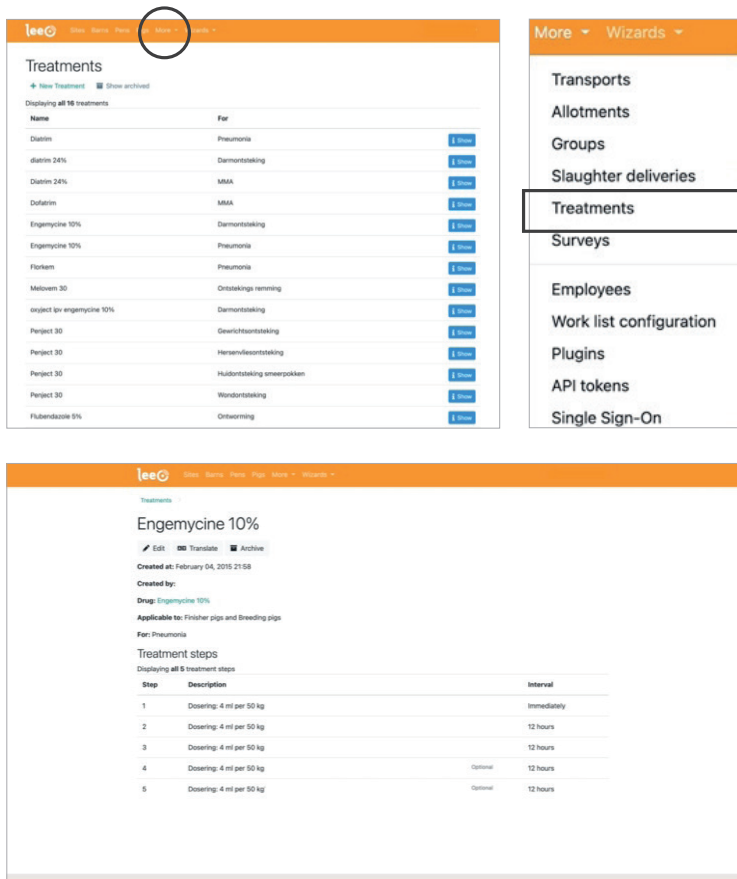 leeO Sites Barns Pens Pigs More Wizards
Treatments
+ New Treatment Show archived
Displaying all 16 treatments
Name For
Diatrim Pneumonia i Show
diatrim 24% Darmontsteking i Show
Diatrim 24% MMA i Show
Dofatrim MMA i Show
Engemycine 10% Darmontsteking i Show
Engemycine 10% Pneumonia i Show
Florkem Pneumonia i Show
Melovem 30 Ontstekings remming i Show
oxyject ipv engemycine 10% Darmontsteking i Show
Penject 30 Gewrichtsontsteking i Show
Penject 30 Hersenvliesontsteking i Show
Penject 30 Huidontsteking smeerpokken i Show
Penject 30 Wondontsteking i Show
Flubendazole 5% Ontworming i Show
More Wizards
Transports
Allotments
Groups
Slaughter deliveries
Treatments
Surveys
Employees
Work list configuration
Plugins
API tokens
Single Sign-On
leeO Sites Barns Pens Pigs More Wizards
Treatments
Engemycine 10%
Edit Translate Archive
Created at: February 04, 2015 21:58
Created by:
Drug: Engemycine 10%
Applicable to: Finisher pigs and Breeding pigs
For: Pneumonia
Treatment steps
Displaying all 5 treatment steps
Step Description Interval
1 Dosering: 4 ml per 50 kg Immediately
2 Dosering: 4 ml per 50 kg 12 hours
3 Dosering: 4 ml per 50 kg 12 hours
4 Dosering: 4 ml per 50 kg Optional 12 hours
5 Dosering: 4 ml per 50 kg Optional 12 hours